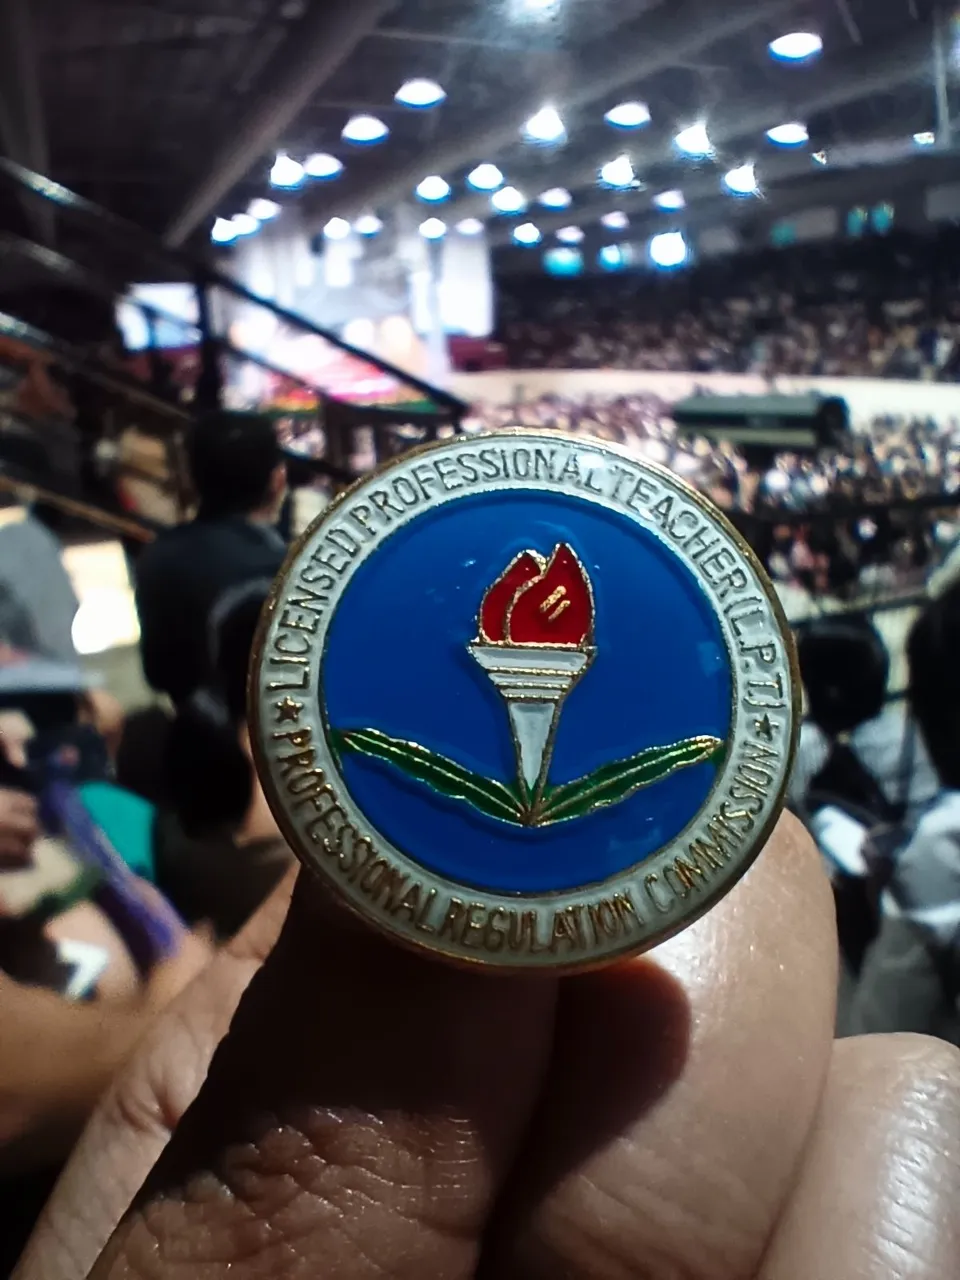 LICENSED PROFESSIONAL TEACHER (L.P.T)
PROFESSIONAL REGULATION COMMISSION